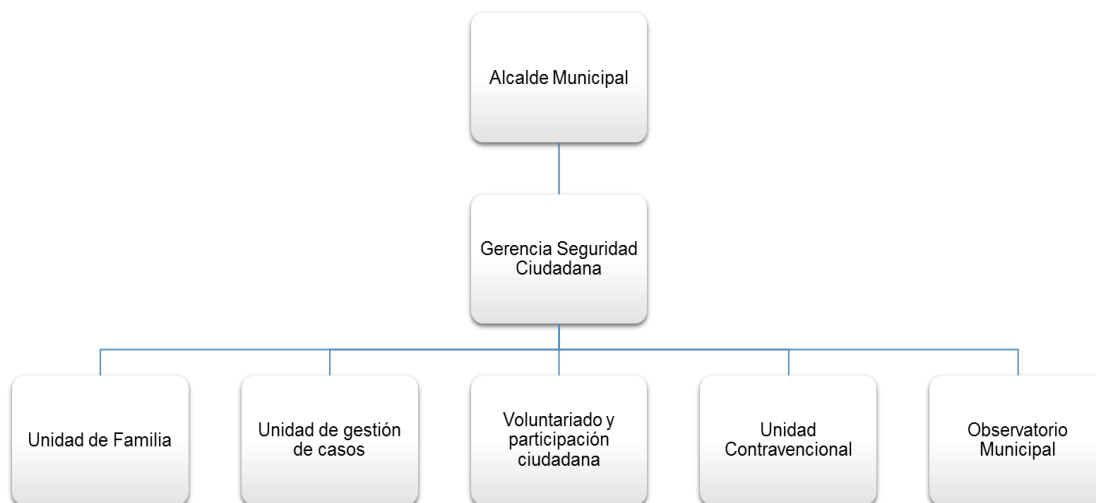 Alcalde Municipal
Gerencia Seguridad
Ciudadana
Unidad de Familia
Unidad de gestión
de casos
Voluntariado y
participación
ciudadana
Unidad
Contravencional
Observatorio
Municipal